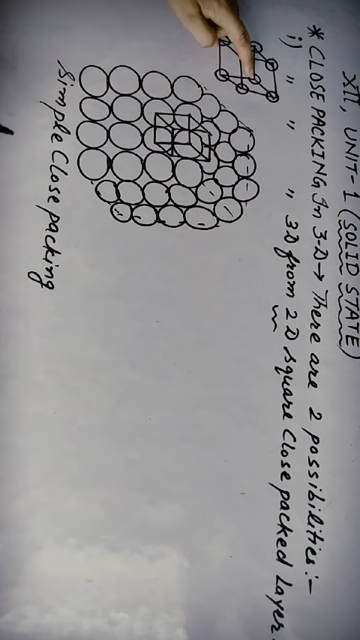 XII, UNIT-1 (SOLID STATE)
* CLOSE PACKING In 3-D → There are 2 possibilities :-
i) " " " 3D from 2D square Close packed Layer
Simple Close packing